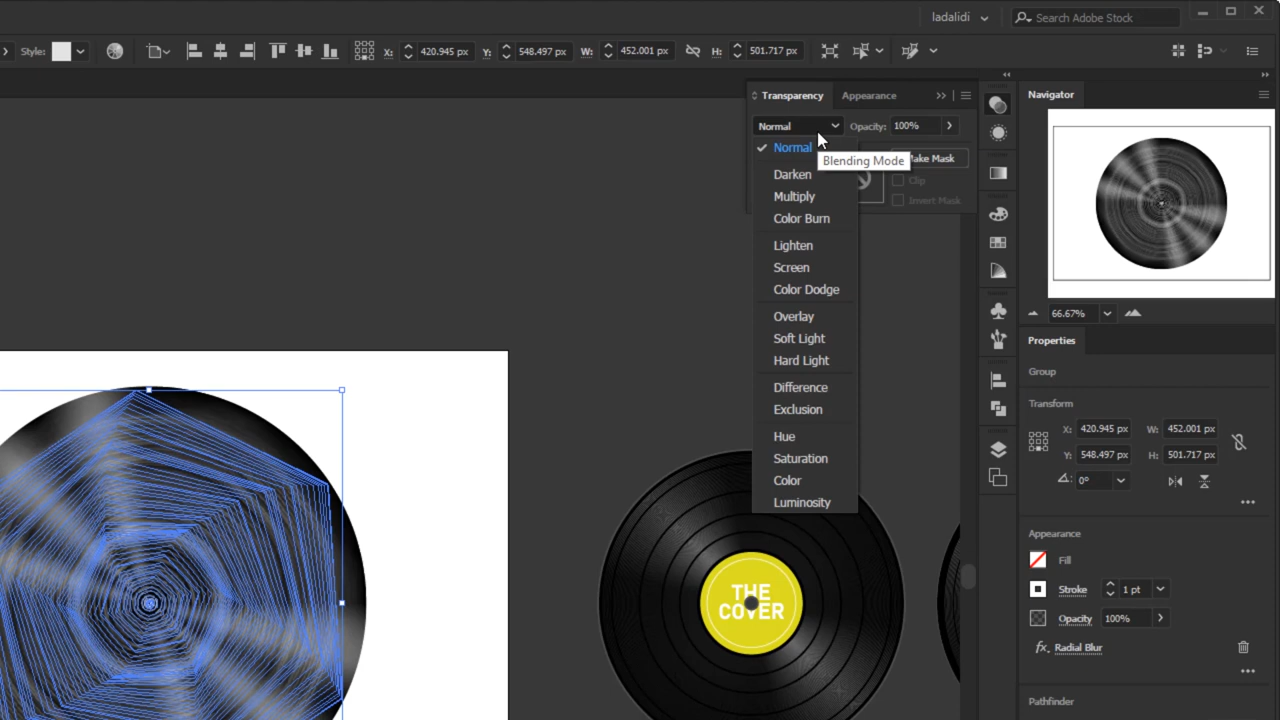 ladalidi
Search Adobe Stock
Style:
X: 420.945 px Y: 548.497 px W: 452.001 px H: 501.717 px
Transparency Appearance
Navigator
Normal Opacity: 100%
Normal
Blending Mode
Make Mask
Darken
Clip
Multiply
Invert Mask
Color Burn
Lighten
Screen
Color Dodge
Overlay
Soft Light
Hard Light
Difference
Exclusion
Hue
Saturation
Color
Luminosity
66.67%
Properties
Group
Transform
X: 420.945 px W: 452.001 px
Y: 548.497 px H: 501.717 px
0°
Appearance
Fill
Stroke 1 pt
Opacity 100%
fx. Radial Blur
Pathfinder
THE
COVER